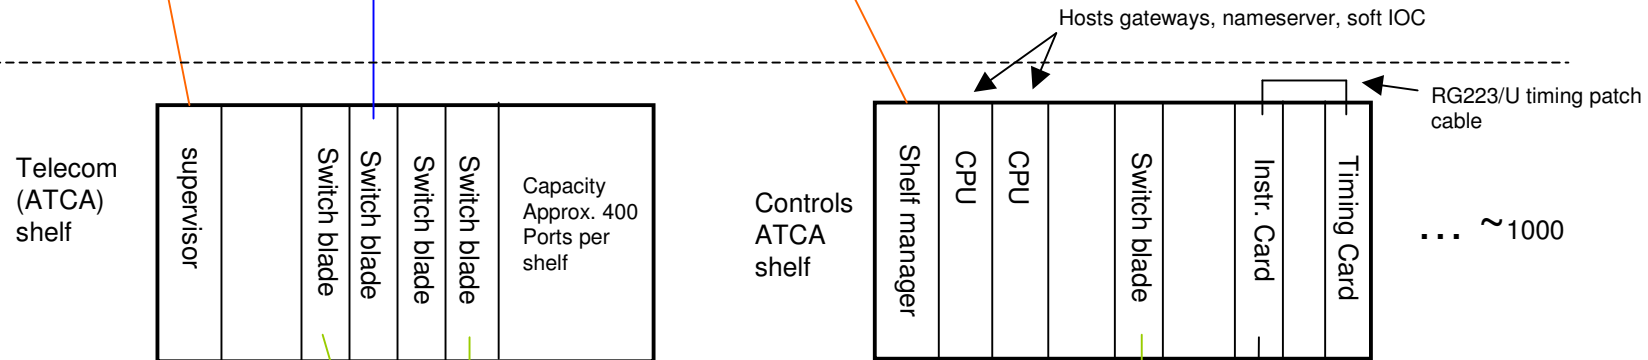 Hosts gateways, nameserver, soft IOC
RG223/U timing patch
cable
Telecom
(ATCA)
shelf
supervisor
Switch blade
Switch blade
Switch blade
Switch blade
Capacity
Approx. 400
Ports per
shelf
Controls
ATCA
shelf
Shelf manager
CPU
CPU
Switch blade
Instr. Card
Timing Card
... ~1000